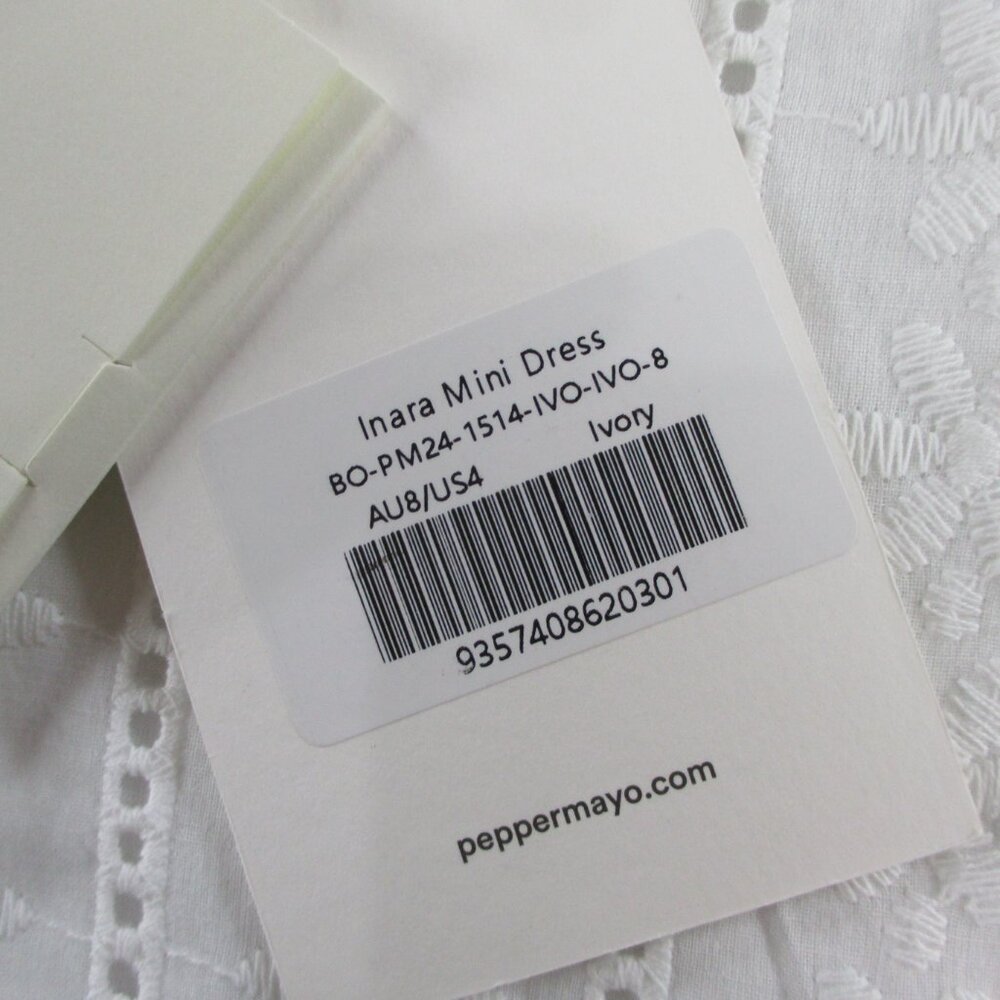 Inara Mini Dress
BO-PM24-1514-IVO-IVO-8
AU8/US4 Ivory
9357408620301
peppermayo.com